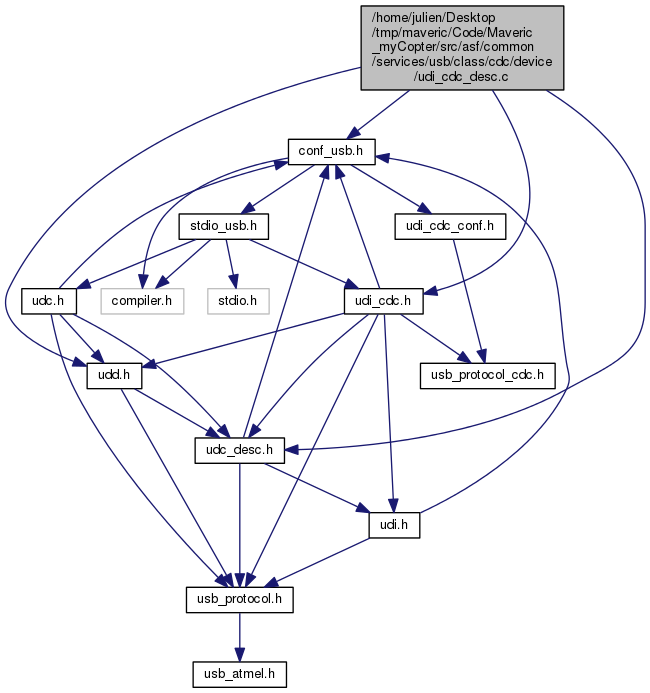 /home/julien/Desktop
/tmp/maveric/Code/Maveric
_myCopter/src/asf/common
/services/usb/class/cdc/device
/udi_cdc_desc.c
conf_usb.h
stdio_usb.h
udi_cdc_conf.h
udc.h
compiler.h
stdio.h
udi_cdc.h
udd.h
usb_protocol_cdc.h
udc_desc.h
udi.h
usb_protocol.h
usb_atmel.h